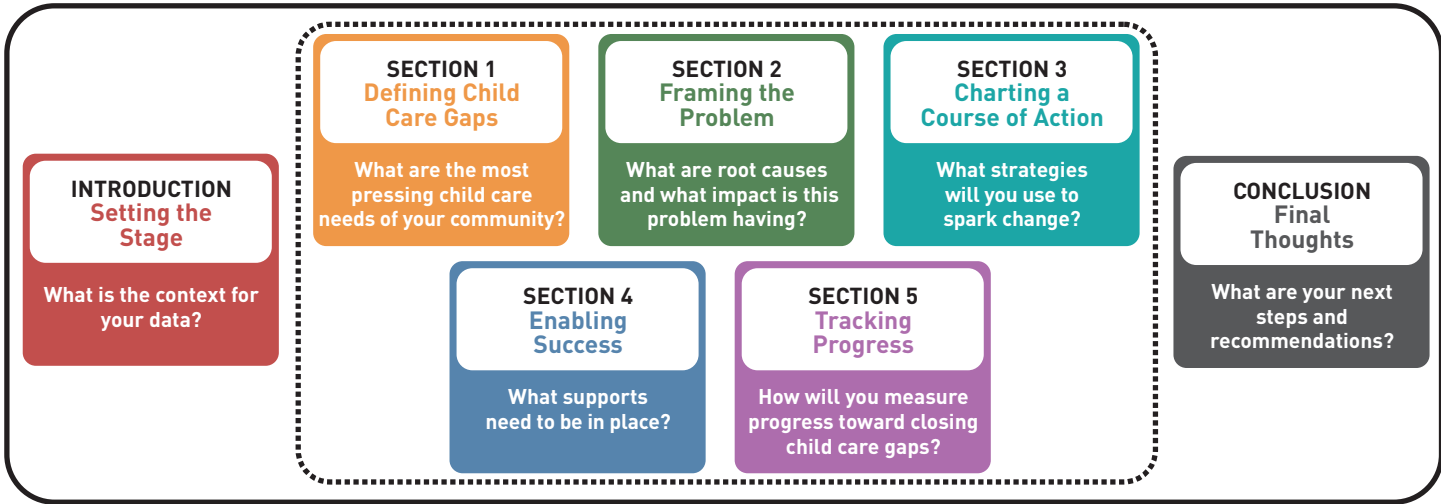 INTRODUCTION
Setting the
Stage
What is the context for
your data?
SECTION 1
Defining Child
Care Gaps
What are the most
pressing child care
needs of your community?
SECTION 2
Framing the
Problem
What are root causes
and what impact is this
problem having?
SECTION 3
Charting a
Course of Action
What strategies
will you use to
spark change?
SECTION 4
Enabling
Success
What supports
need to be in place?
SECTION 5
Tracking
Progress
How will you measure
progress toward closing
child care gaps?
CONCLUSION
Final
Thoughts
What are your next
steps and
recommendations?